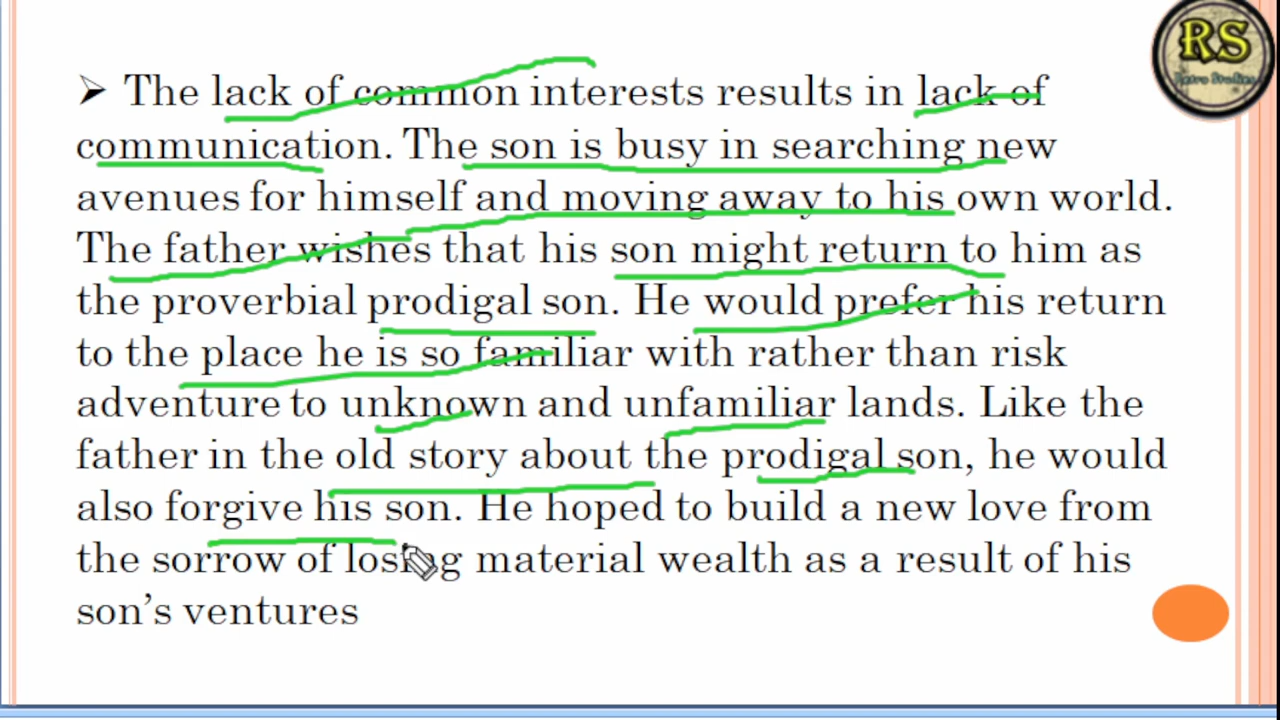 RS
Retro Studies
➢ The lack of common interests results in lack of
communication. The son is busy in searching new
avenues for himself and moving away to his own world.
The father wishes that his son might return to him as
the proverbial prodigal son. He would prefer his return
to the place he is so familiar with rather than risk
adventure to unknown and unfamiliar lands. Like the
father in the old story about the prodigal son, he would
also forgive his son. He hoped to build a new love from
the sorrow of losing material wealth as a result of his
son's ventures